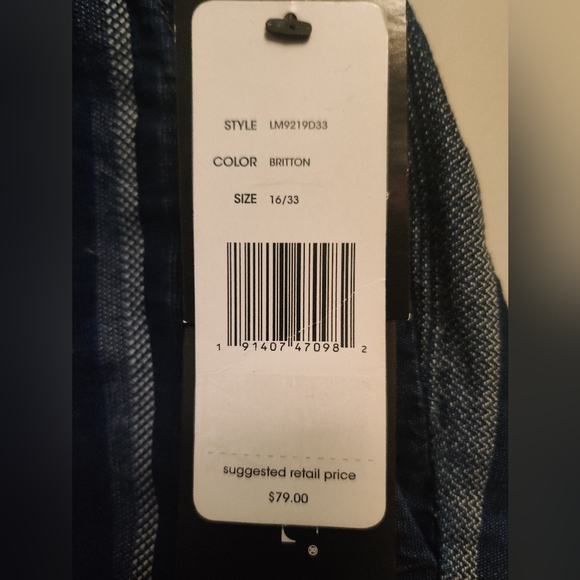 STYLE LM9219D33
COLOR BRITTON
SIZE 16/33
1 91407 47098 2
suggested retail price
$79.00
®